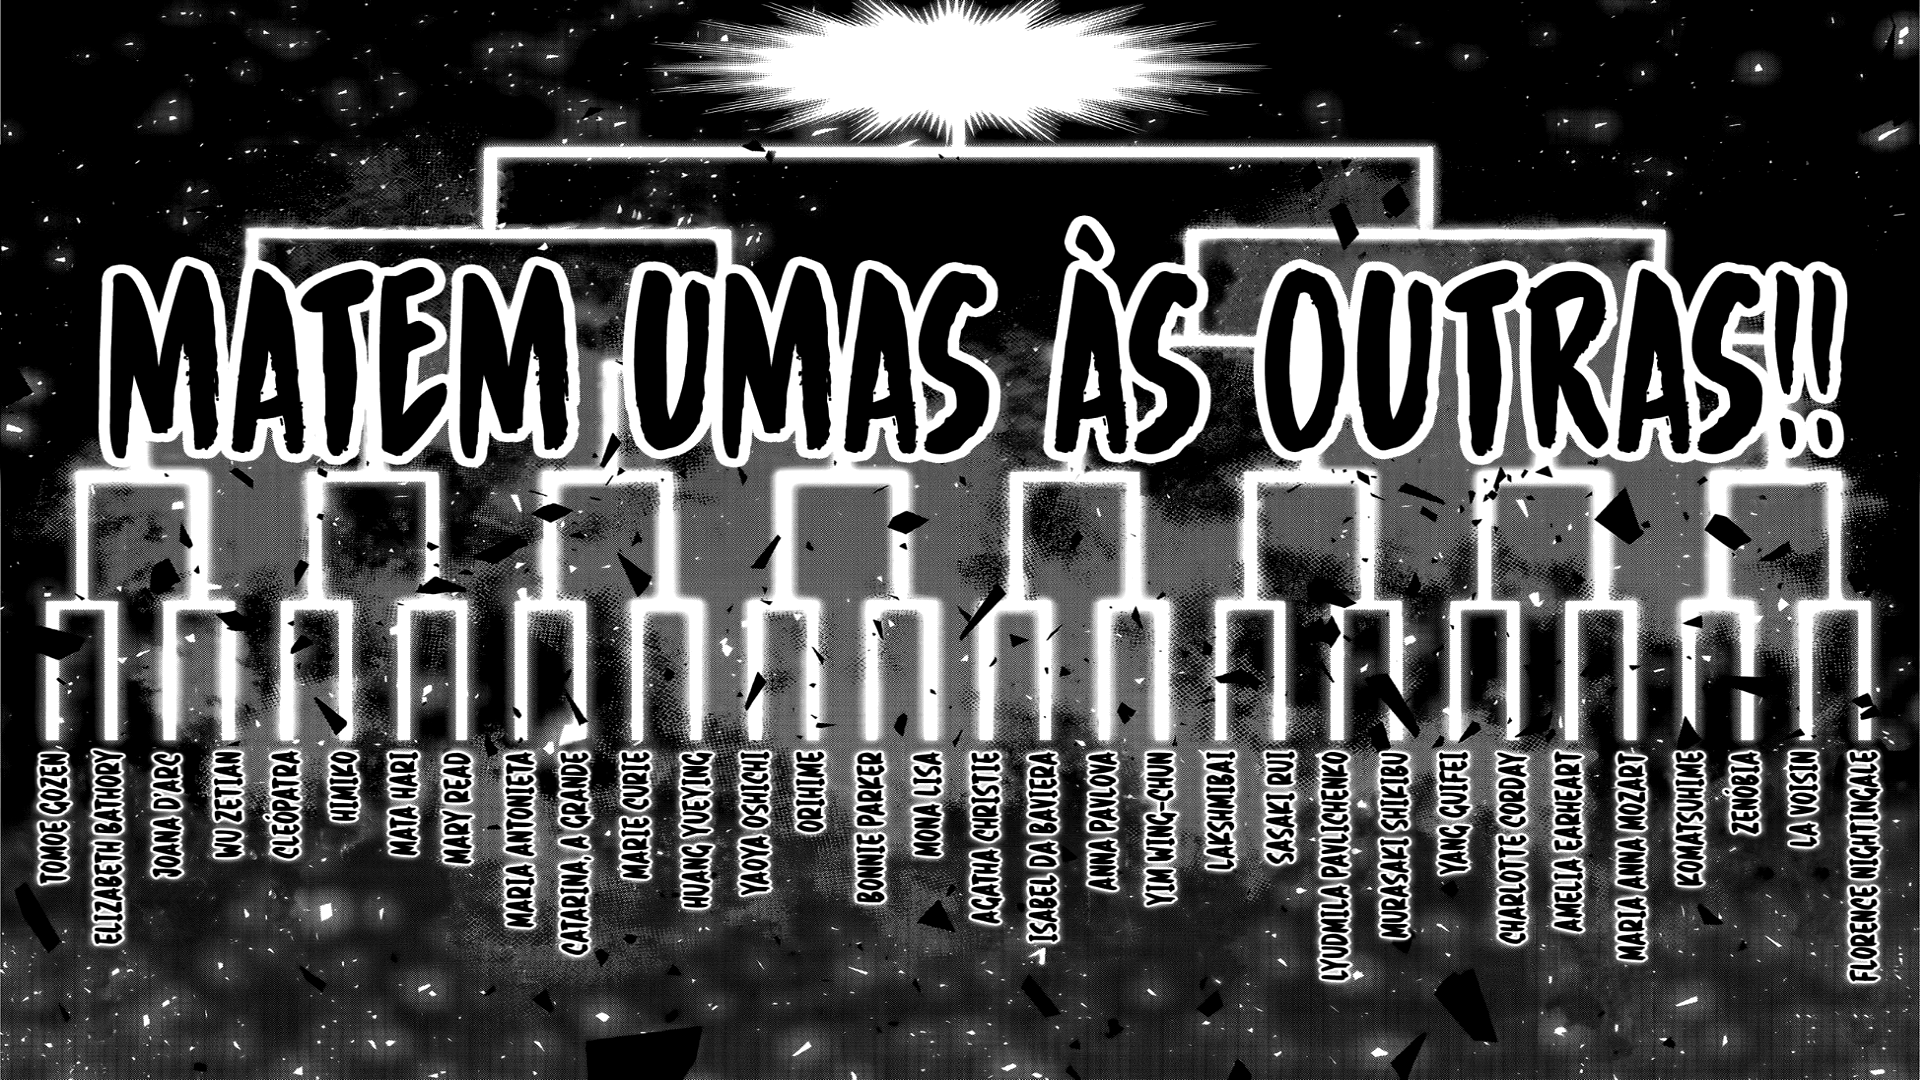 MATEM UMAS ÀS OUTRAS!!
TOMOE GOZEN
ELIZABETH BATHORY
JOANA D'ARC
WU ZETIAN
CLEÓPATRA
HIMIKO
MATA HARI
MARY READ
MARIA ANTONIETA
CATARINA, A GRANDE
MARIE CURIE
HUANG YUEYING
YAOYA OSHICHI
ORIHIME
BONNIE PARKER
MONA LISA
AGATHA CHRISTIE
ISABEL DA BAVIERA
ANNA PAVLOVA
YIM WING-CHUN
LAKSHMIBAI
SASAKI RUI
LYUDMILA PAVLICHENKO
MURASAKI SHIKIBU
YANG GUIFEI
CHARLOTTE CORDAY
AMELIA EARHEART
MARIA ANNA MOZART
KOMATSUHIME
ZENÓBIA
LA VOISIN
FLORENCE NIGHTINGALE